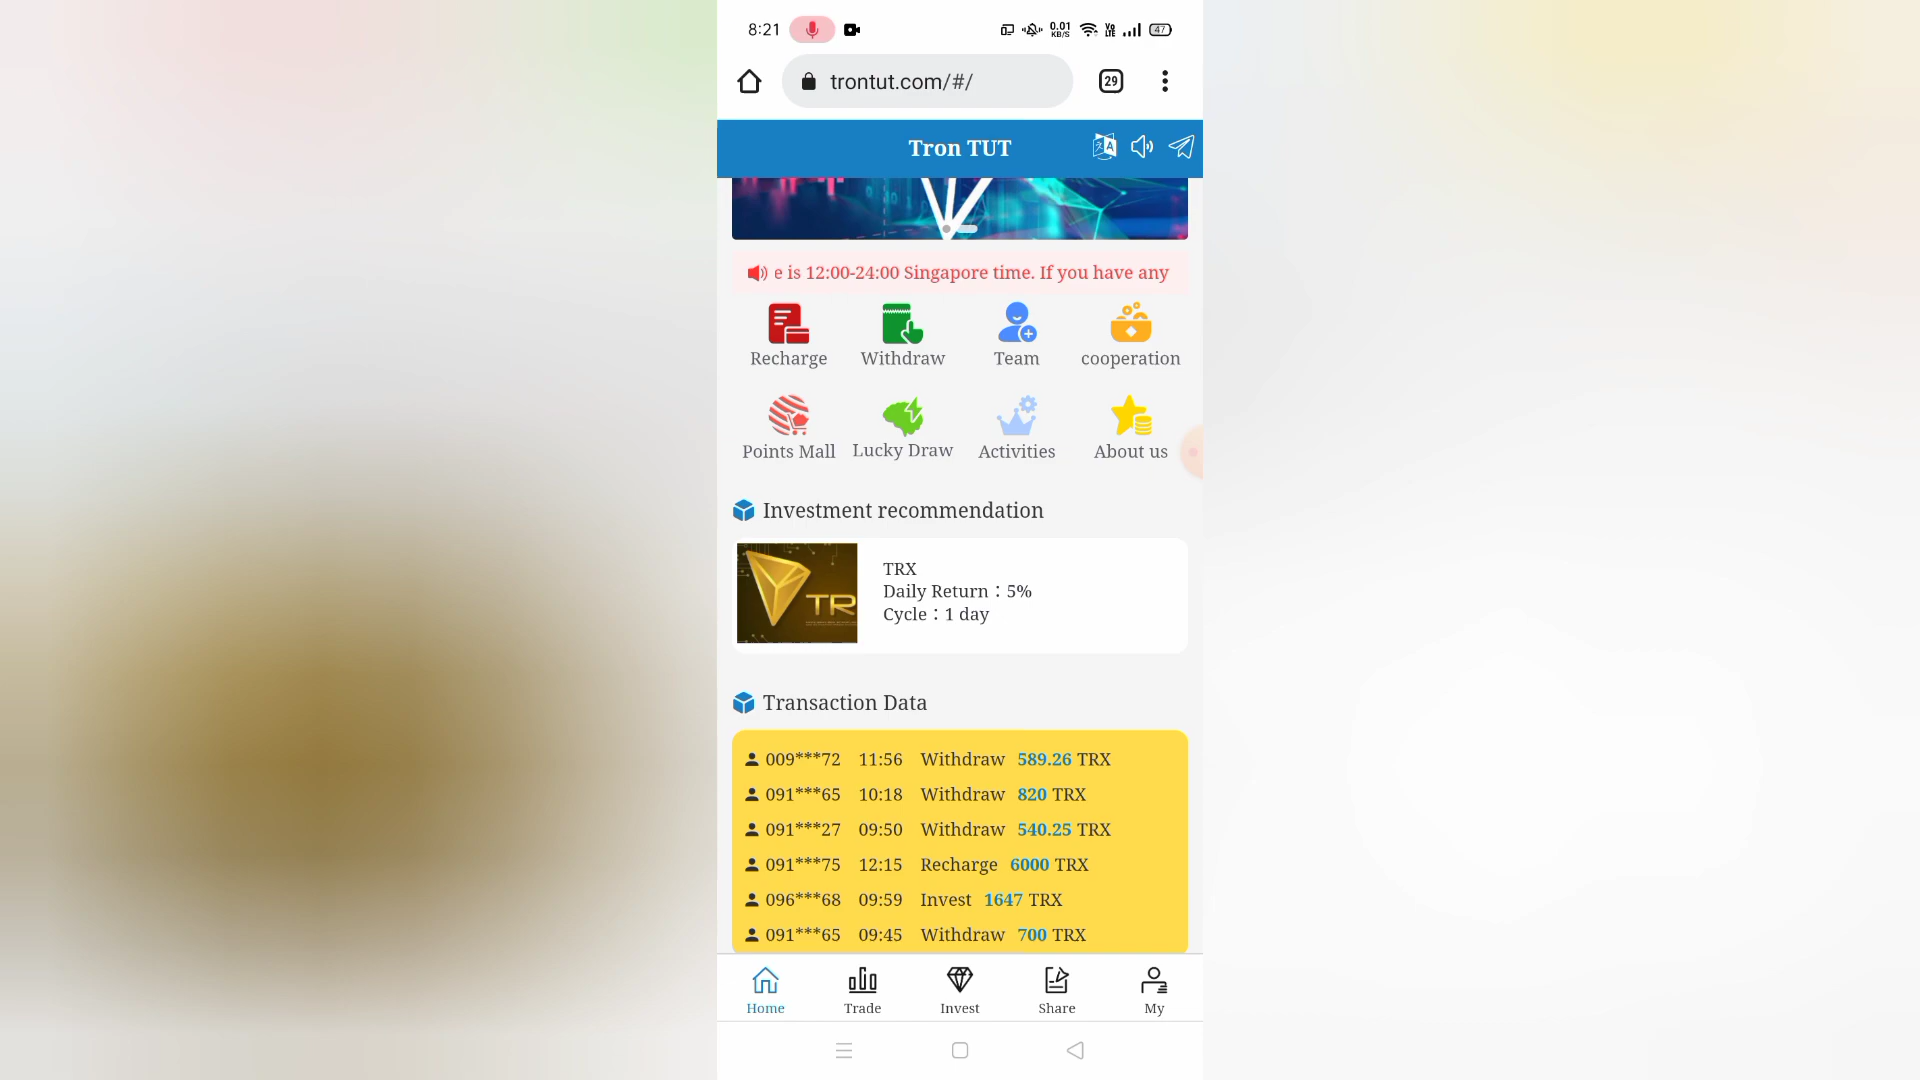 8:21 0.01 KB/S VO LTE 47
trontut.com/#/ 29
Tron TUT
e is 12:00-24:00 Singapore time. If you have any
Recharge Withdraw Team cooperation
Points Mall Lucky Draw Activities About us
Investment recommendation
TR
TRX
Daily Return：5%
Cycle：1 day
Transaction Data
009***72 11:56 Withdraw 589.26 TRX
091***65 10:18 Withdraw 820 TRX
091***27 09:50 Withdraw 540.25 TRX
091***75 12:15 Recharge 6000 TRX
096***68 09:59 Invest 1647 TRX
091***65 09:45 Withdraw 700 TRX
Home Trade Invest Share My